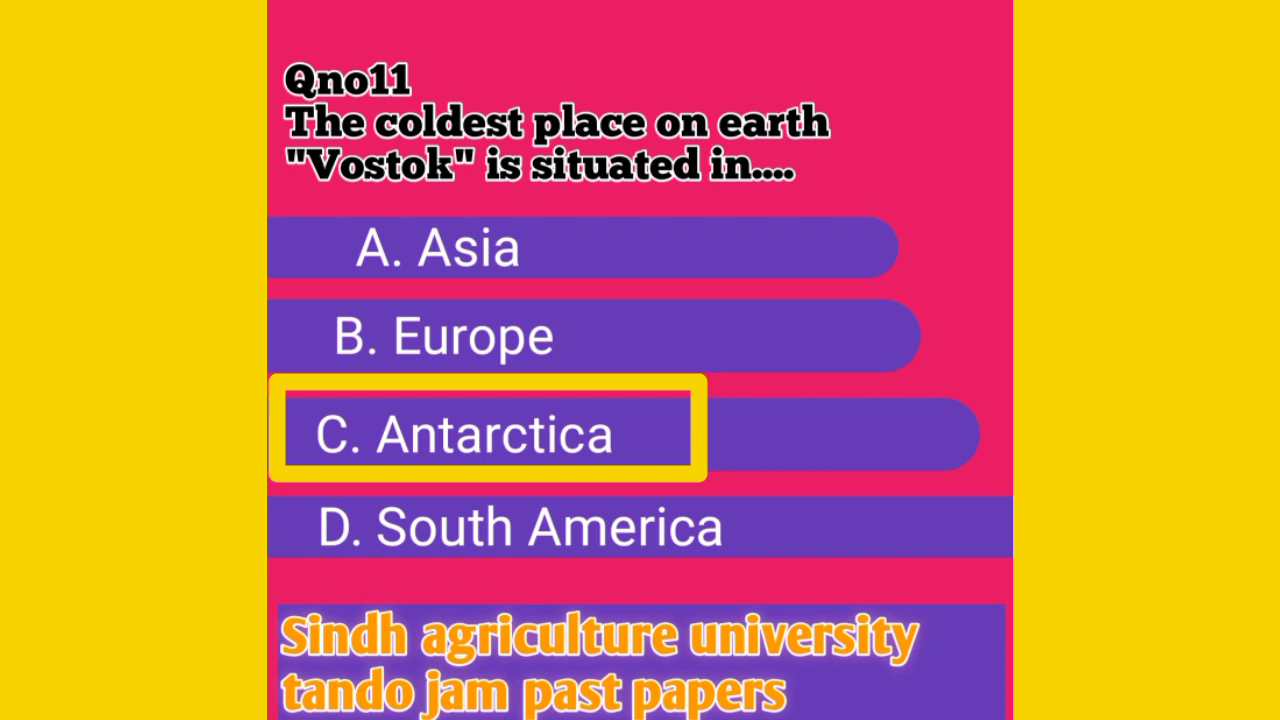 Qno11
The coldest place on earth
"Vostok" is situated in....
A. Asia
B. Europe
C. Antarctica
D. South America
Sindh agriculture university
tando jam past papers